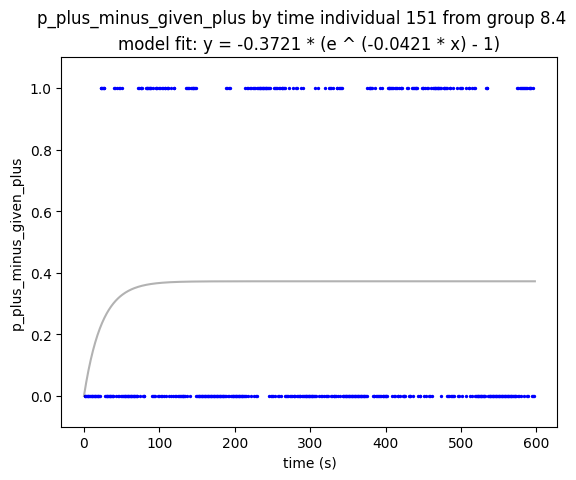 p_plus_minus_given_plus by time individual 151 from group 8.4
model fit: y = -0.3721 * (e ^ (-0.0421 * x) - 1)
p_plus_minus_given_plus
1.0
0.8
0.6
0.4
0.2
0.0
0 100 200 300 400 500 600
time (s)